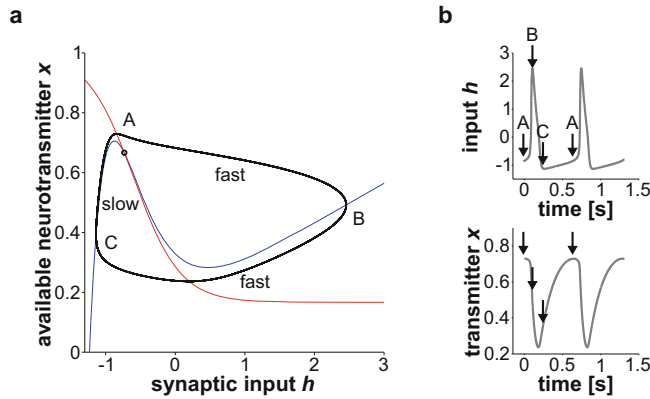 a
available neurotransmitter x
1
0.8
0.6
0.4
0.2
0
A
fast
slow
B
C
fast
-1
0
1
2
3
synaptic input h
b
B
input h
3
2
1
0
-1
A
C
A
0
0.5
1
1.5
time [s]
transmitter x
0.8
0.6
0.4
0.2
0
0.5
1
1.5
time [s]